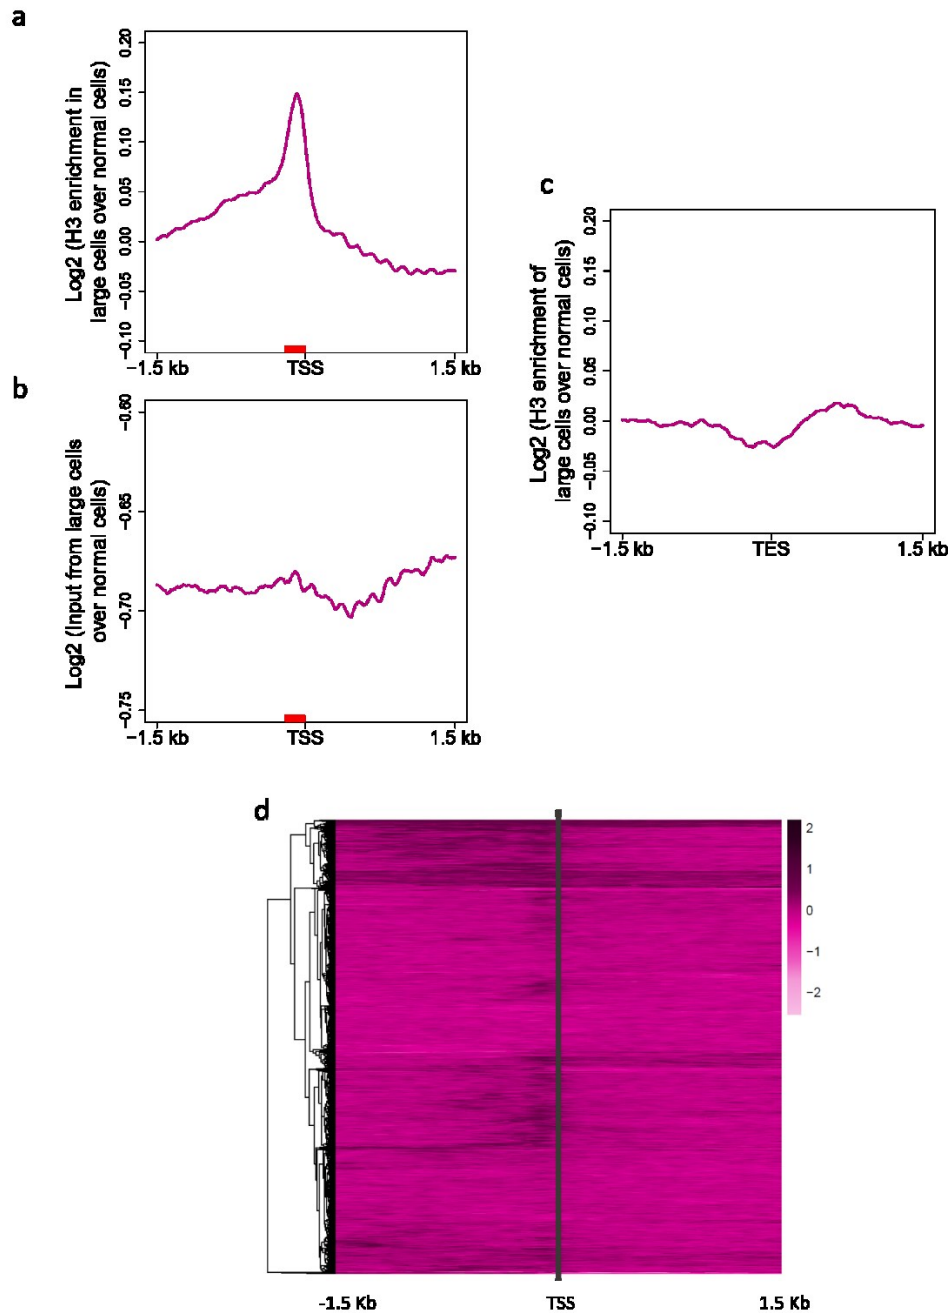 a
Log2 (H3 enrichment in
large cells over normal cells)
0.20
0.15
0.10
0.05
0.00
−0.05
−0.10
−1.5 kb TSS 1.5 kb
b
Log2 (Input from large cells
over normal cells)
−0.60
−0.65
−0.70
−0.75
−1.5 kb TSS 1.5 kb
c
Log2 (H3 enrichment of
large cells over normal cells)
0.20
0.15
0.10
0.05
0.00
−0.05
−0.10
−1.5 kb TES 1.5 kb
d
2
1
0
−1
−2
-1.5 Kb TSS 1.5 Kb